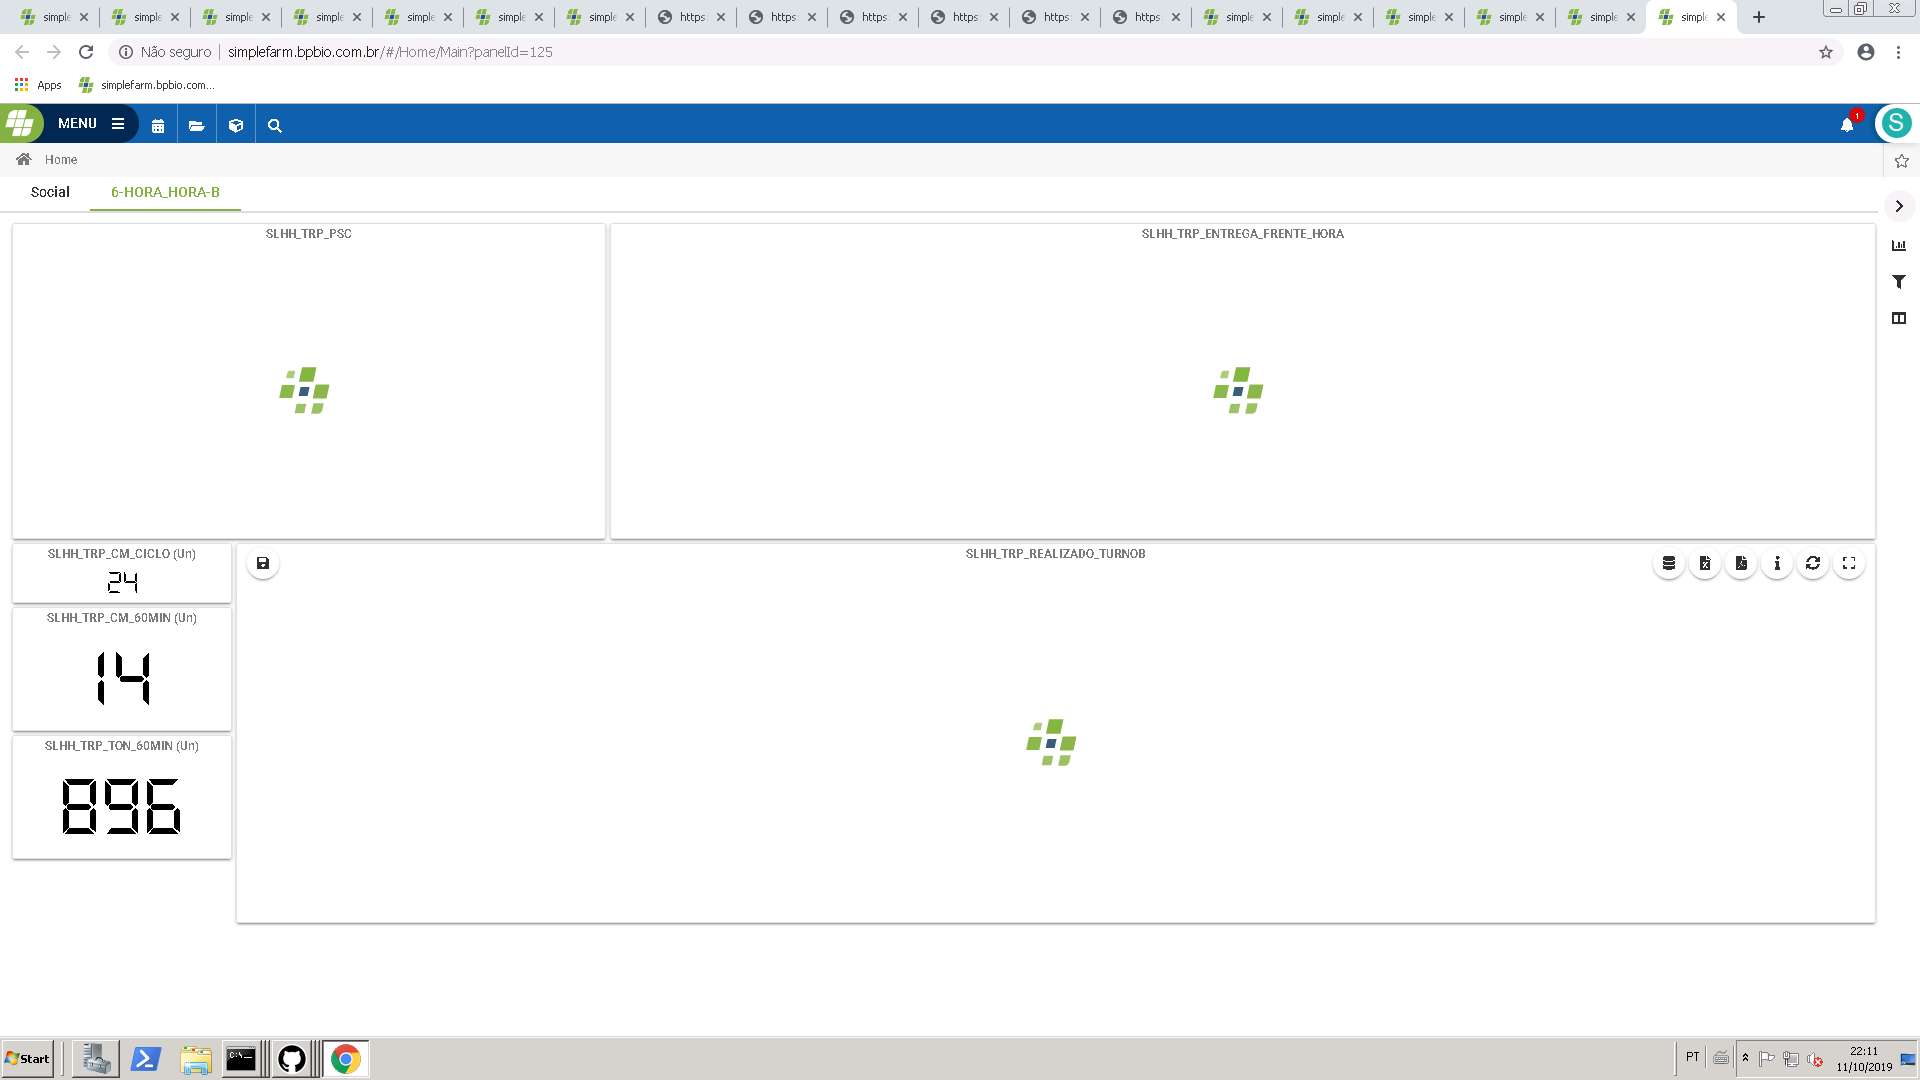 simple simple simple simple simple simple simple https: https: https: https: https: https: simple simple simple simple simple simple
Não seguro simplefarm.bpbio.com.br/#/Home/Main?panelId=125
Apps simplefarm.bpbio.com...
MENU 1 S
Home
Social 6-HORA_HORA-B
SLHH_TRP_PSC SLHH_TRP_ENTREGA_FRENTE_HORA
SLHH_TRP_CM_CICLO (Un) SLHH_TRP_REALIZADO_TURNOB
24
SLHH_TRP_CM_60MIN (Un)
14
SLHH_TRP_TON_60MIN (Un)
896
Start PT 22:11
11/10/2019